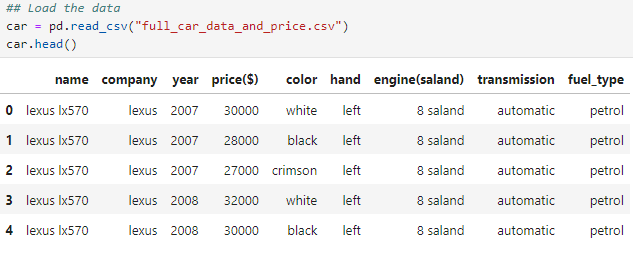 ## Load the data
car = pd.read_csv("full_car_data_and_price.csv")
car.head()
name company year price($) color hand engine(saland) transmission fuel_type
0 lexus lx570 lexus 2007 30000 white left 8 saland automatic petrol
1 lexus lx570 lexus 2007 28000 black left 8 saland automatic petrol
2 lexus lx570 lexus 2007 27000 crimson left 8 saland automatic petrol
3 lexus lx570 lexus 2008 32000 white left 8 saland automatic petrol
4 lexus lx570 lexus 2008 30000 black left 8 saland automatic petrol